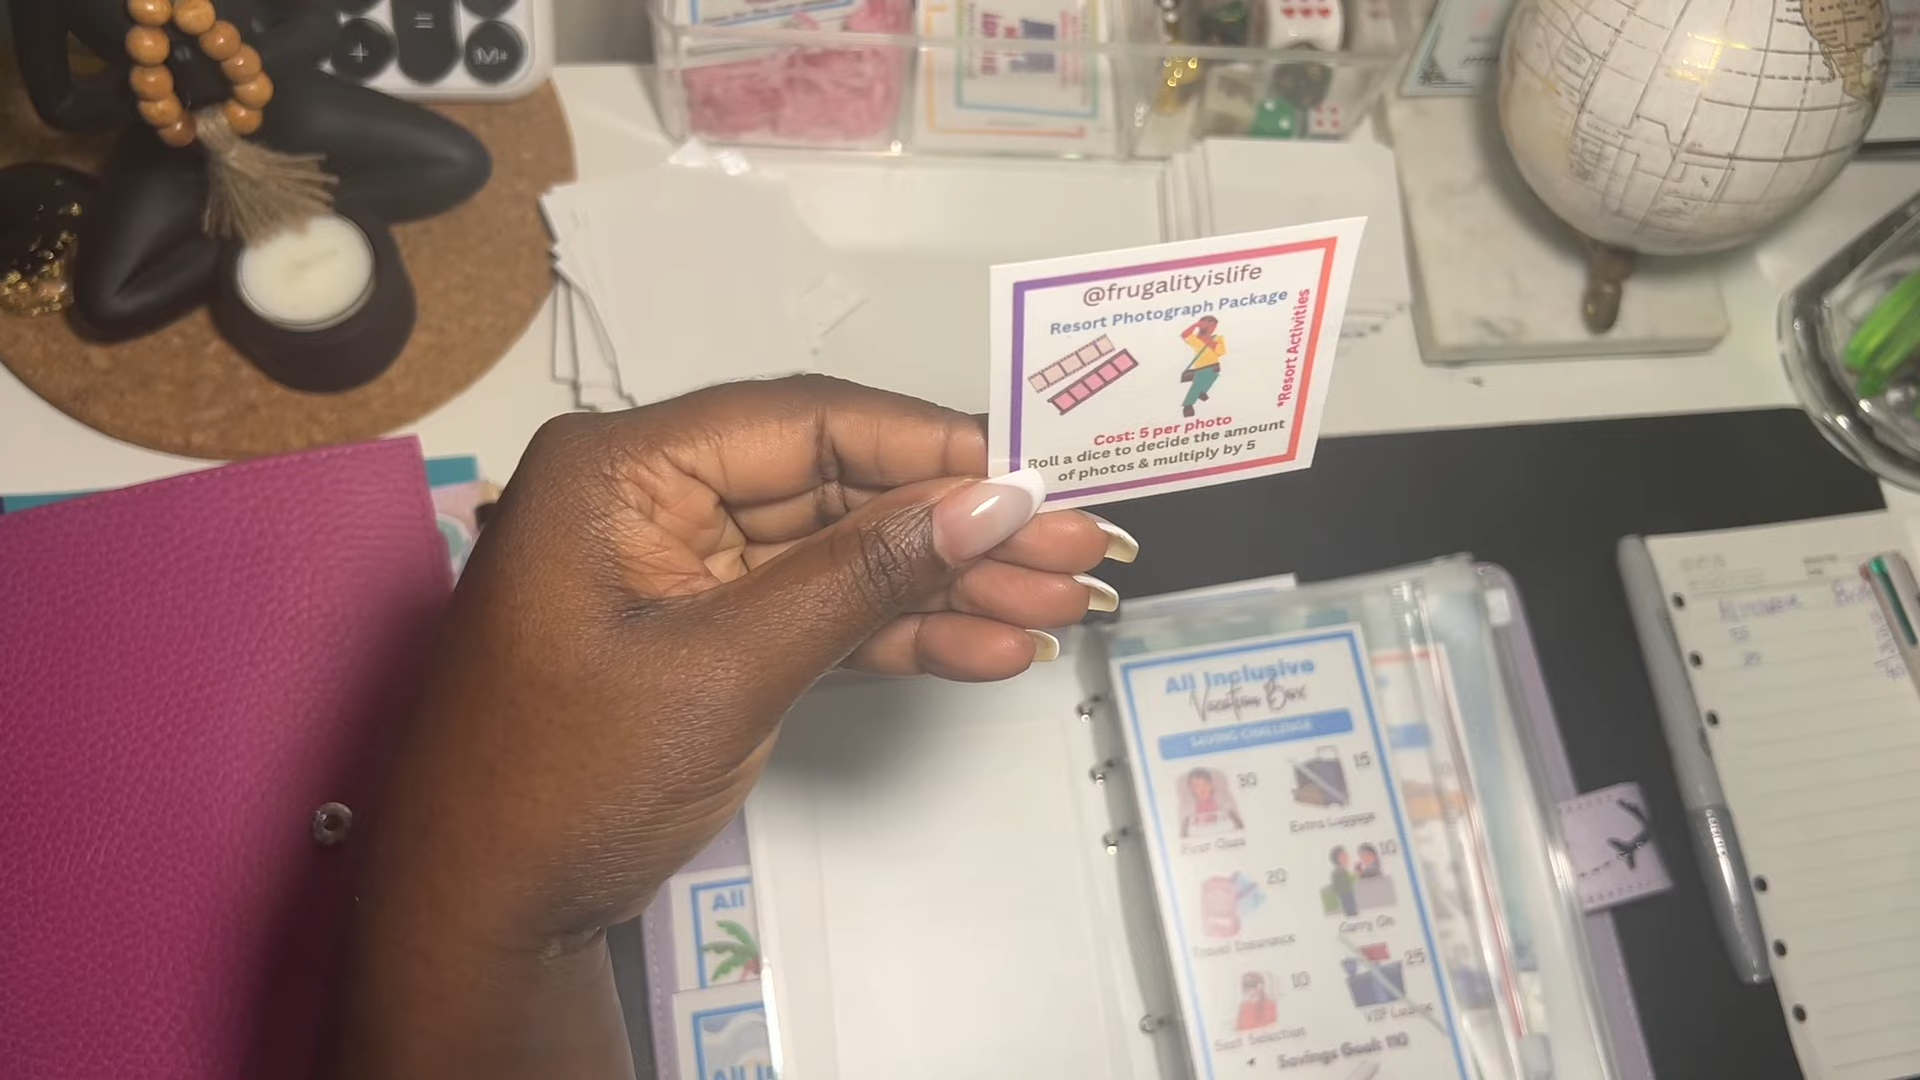 =
+
M+
@frugalityislife
Resort Photograph Package
*Resort Activities
Cost: 5 per photo
Roll a dice to decide the amount
of photos & multiply by 5
All Inclusive
Vacation Box
SAVING CHALLENGE
30
15
First Class
Extra Luggage
20
10
Travel Insurance
Carry On
10
25
Seat Selection
VIP Lounge
Savings Goal: 110
All
All In